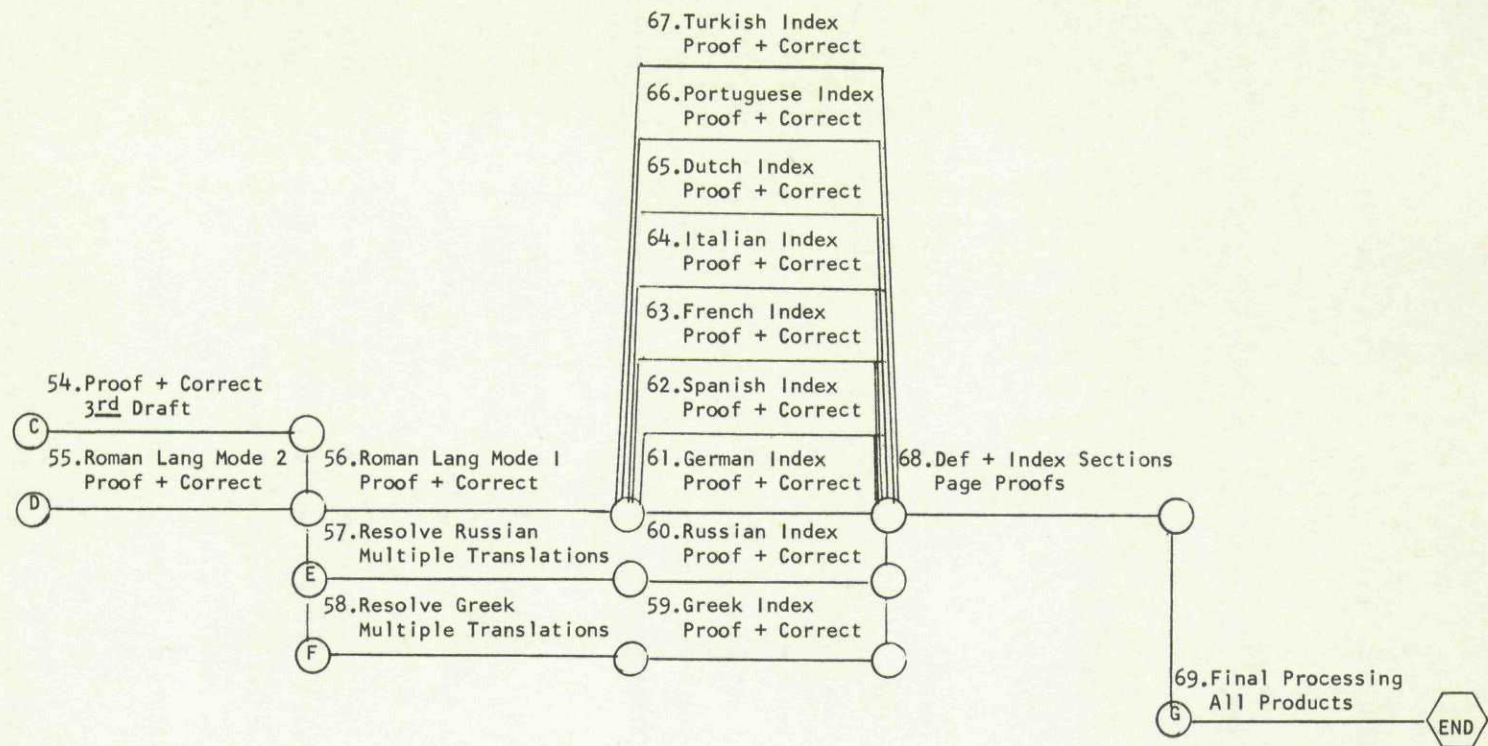 67.Turkish Index
Proof + Correct
66.Portuguese Index
Proof + Correct
65.Dutch Index
Proof + Correct
64.Italian Index
Proof + Correct
63.French Index
Proof + Correct
54.Proof + Correct
3rd Draft
C
62.Spanish Index
Proof + Correct
55.Roman Lang Mode 2
Proof + Correct
D
56.Roman Lang Mode 1
Proof + Correct
61.German Index
Proof + Correct
68.Def + Index Sections
Page Proofs
57.Resolve Russian
Multiple Translations
E
60.Russian Index
Proof + Correct
58.Resolve Greek
Multiple Translations
F
59.Greek Index
Proof + Correct
69.Final Processing
All Products
G
END